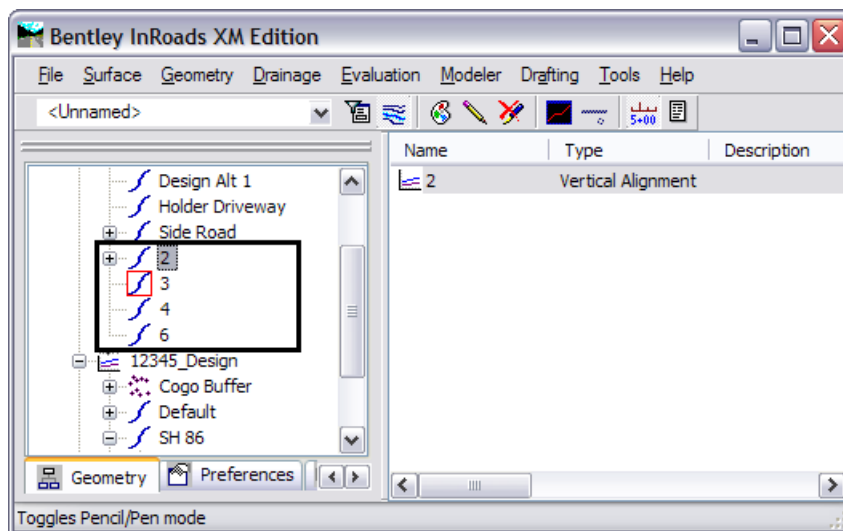 Bentley InRoads XM Edition
File Surface Geometry Drainage Evaluation Modeler Drafting Tools Help
<Unnamed> 5+00
Name Type Description
2 Vertical Alignment
Design Alt 1
Holder Driveway
Side Road
2
3
4
6
12345_Design
Cogo Buffer
Default
SH 86
Geometry Preferences
Toggles Pencil/Pen mode